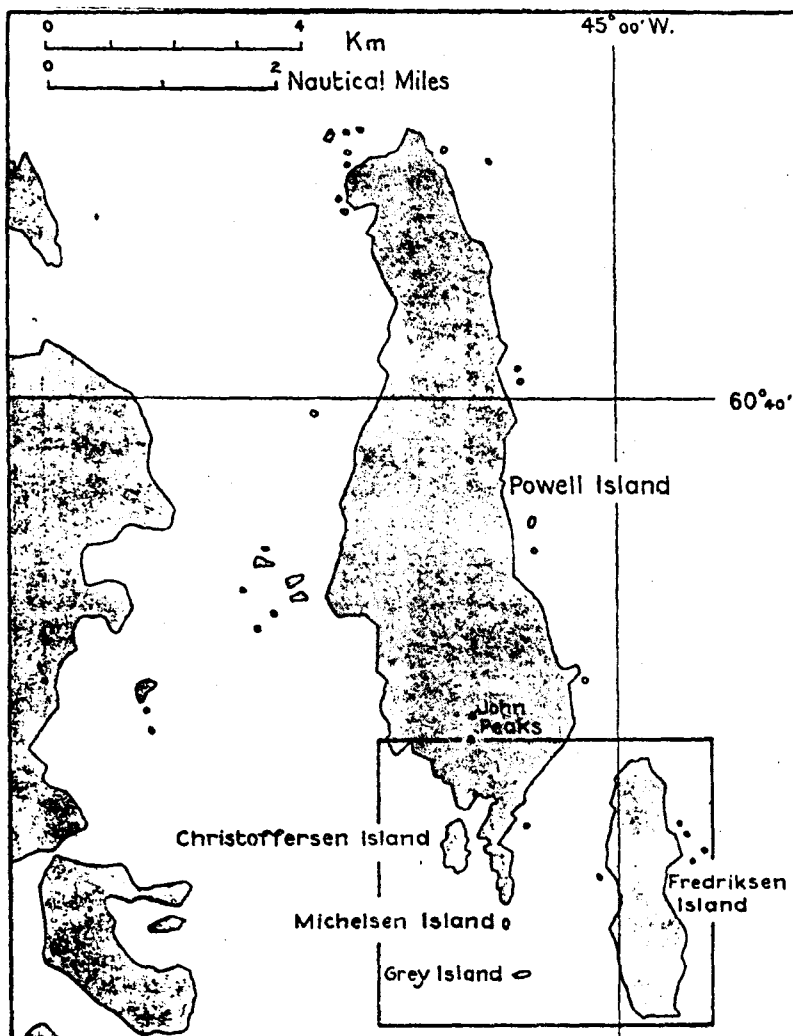 0 4
Km
0 2
Nautical Miles
45°00'W.
60°40'
Powell Island
John
Peaks
Christoffersen Island
Fredriksen
Island
Michelsen Island
Grey Island